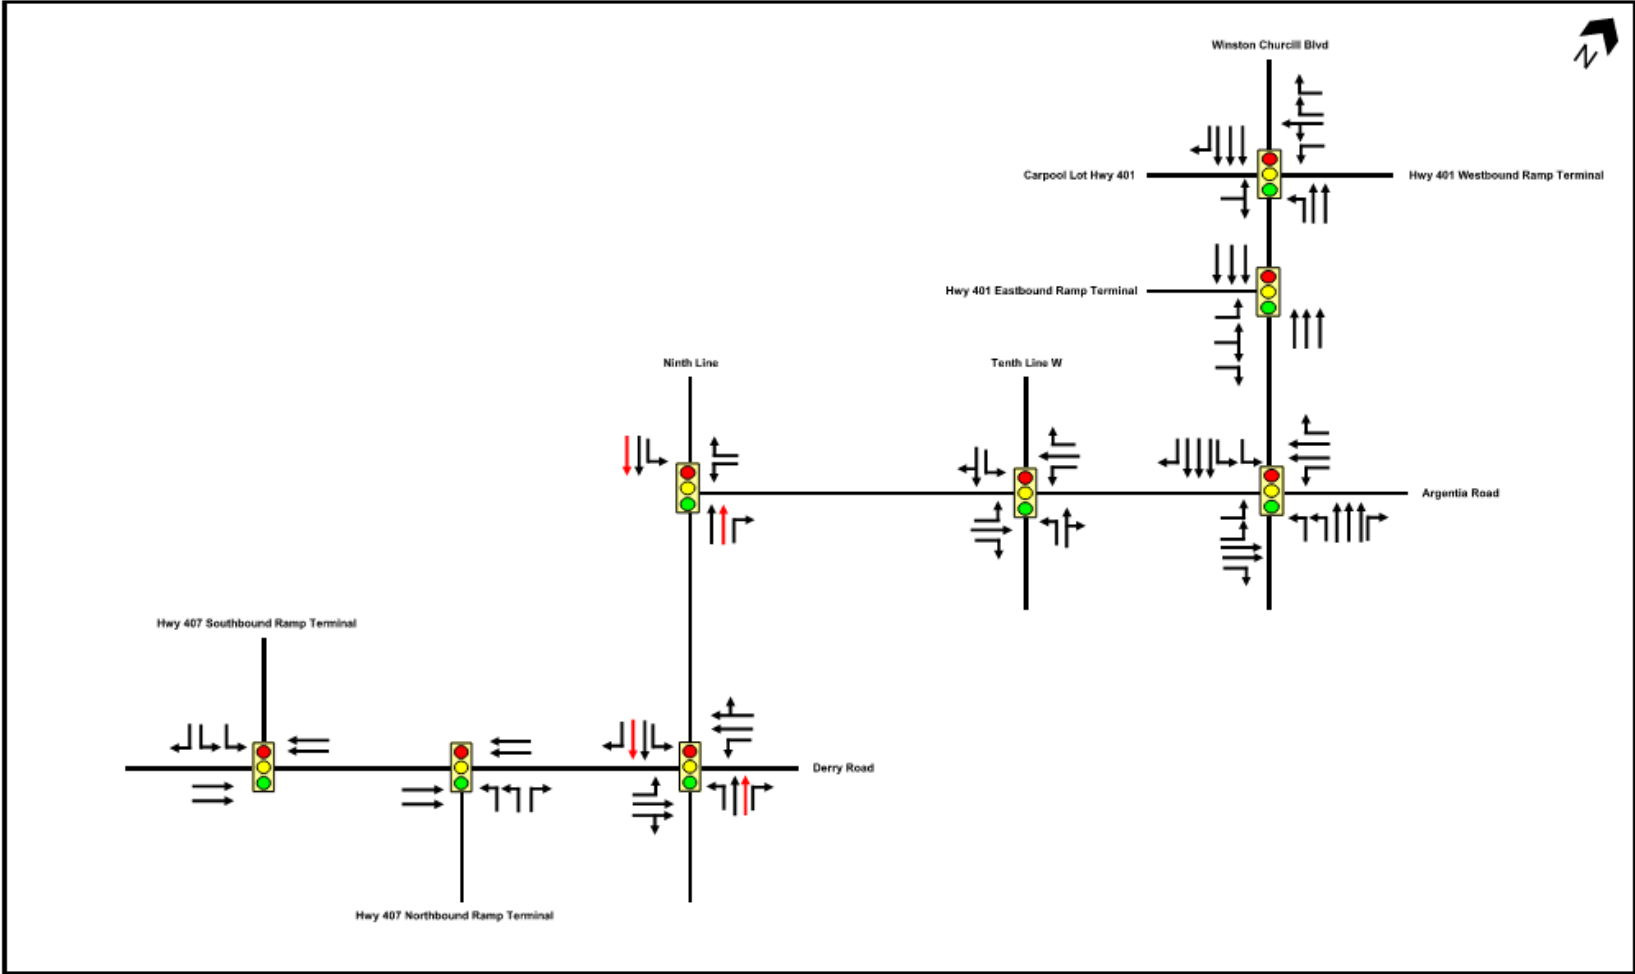 Winston Churcill Blvd
N
Carpool Lot Hwy 401
Hwy 401 Westbound Ramp Terminal
Hwy 401 Eastbound Ramp Terminal
Ninth Line
Tenth Line W
Argentia Road
Hwy 407 Southbound Ramp Terminal
Derry Road
Hwy 407 Northbound Ramp Terminal